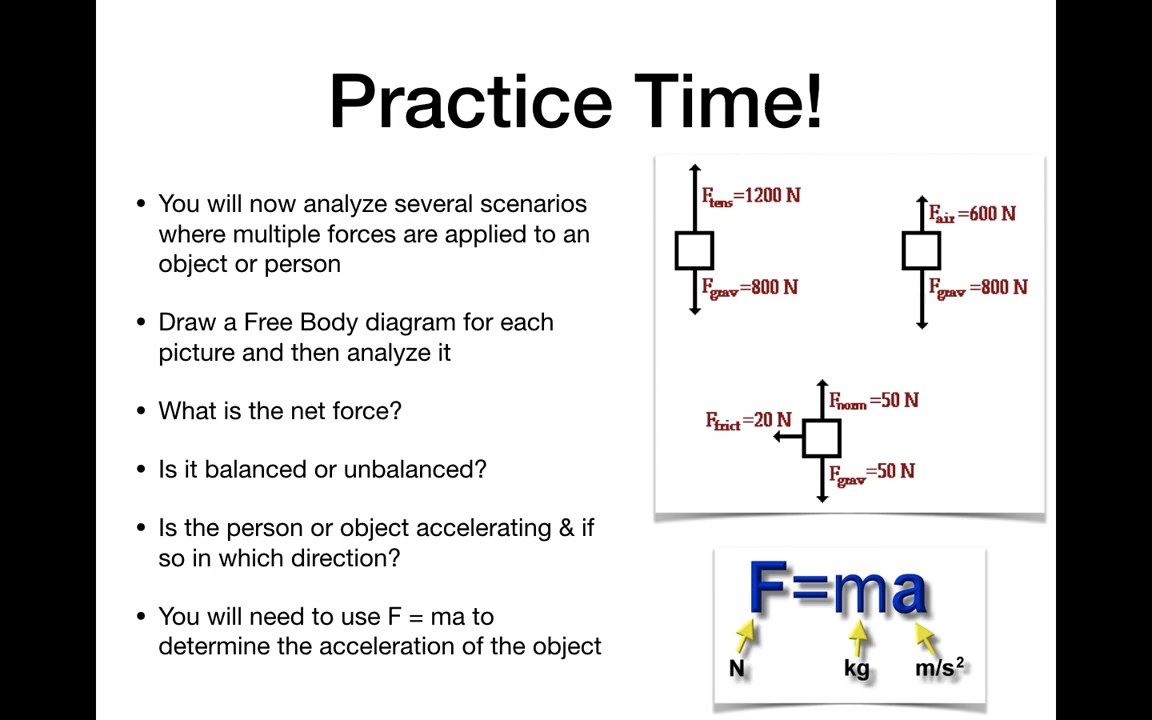 Practice Time!
• You will now analyze several scenarios
where multiple forces are applied to an
object or person
• Draw a Free Body diagram for each
picture and then analyze it
• What is the net force?
• Is it balanced or unbalanced?
• Is the person or object accelerating & if
so in which direction?
• You will need to use F = ma to
determine the acceleration of the object
Ftens=1200 N
Fgrav=800 N
Fair=600 N
Fgrav=800 N
Fnorm=50 N
Ffrict=20 N
Fgrav=50 N
F=ma
N kg m/s²